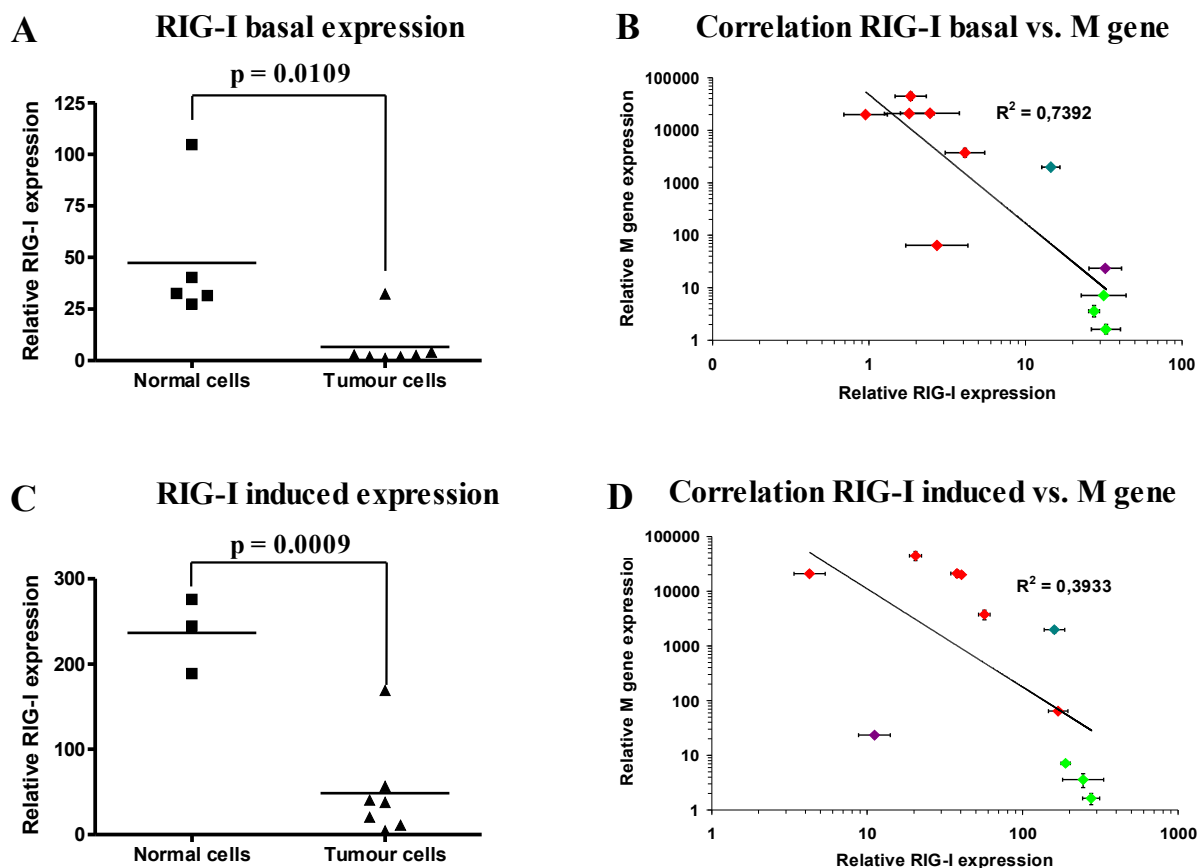 A
RIG-I basal expression
p = 0.0109
Relative RIG-I expression
125
100
75
50
25
0
Normal cells
Tumour cells
B
Correlation RIG-I basal vs. M gene
R² = 0,7392
Relative M gene expression
100000
10000
1000
100
10
1
0
1
10
100
Relative RIG-I expression
C
RIG-I induced expression
p = 0.0009
Relative RIG-I expression
300
200
100
0
Normal cells
Tumour cells
D
Correlation RIG-I induced vs. M gene
R² = 0,3933
Relative M gene expression
100000
10000
1000
100
10
1
1
10
100
1000
Relative RIG-I expression